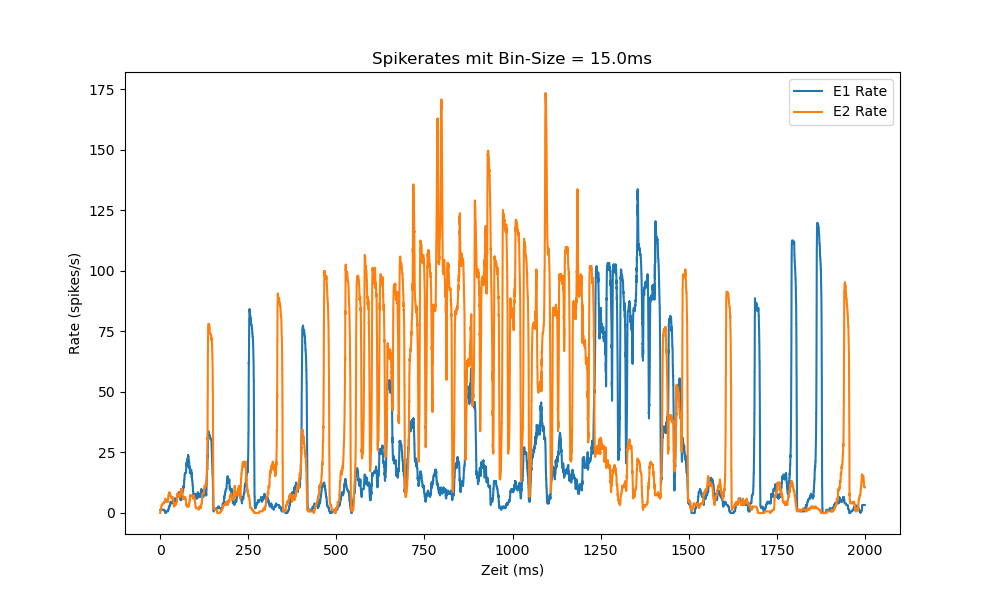 Spikerates mit Bin-Size = 15.0ms
E1 Rate
E2 Rate
175
150
125
100
75
50
25
0
Rate (spikes/s)
0 250 500 750 1000 1250 1500 1750 2000
Zeit (ms)